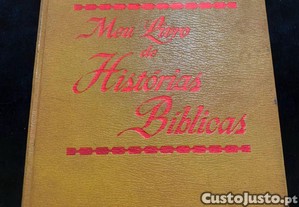 Meu Livro
de
Histórias
Bíblicas
CustoJusto.pt